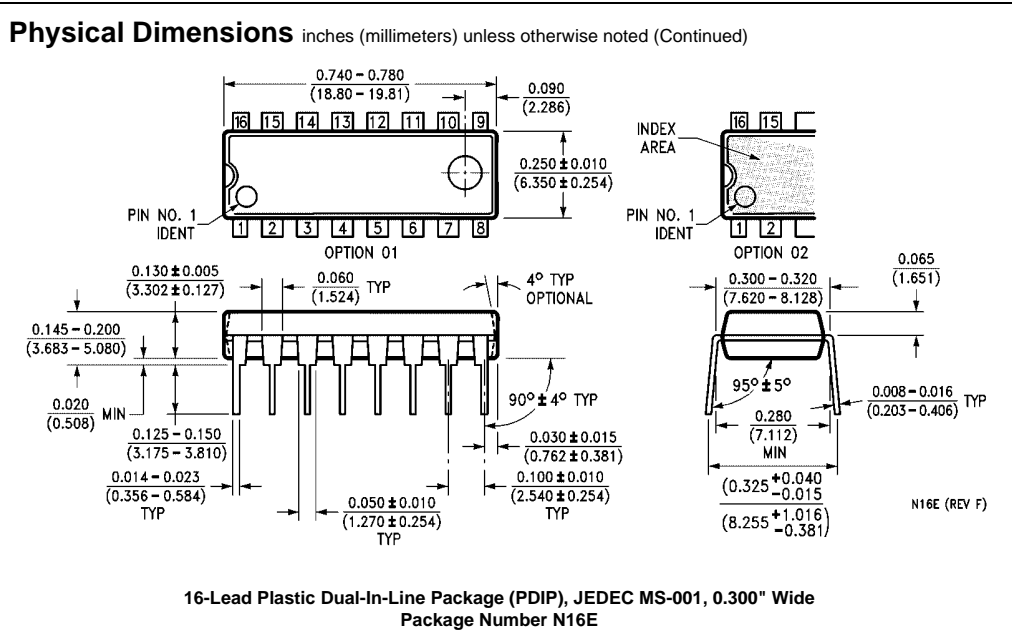 Physical Dimensions inches (millimeters) unless otherwise noted (Continued)
0.740 – 0.780
(18.80 – 19.81)
0.090
(2.286)
16 15 14 13 12 11 10 9
0.250 ± 0.010
(6.350 ± 0.254)
PIN NO. 1
IDENT
1 2 3 4 5 6 7 8
OPTION 01
INDEX
AREA
16 15
PIN NO. 1
IDENT
1 2
OPTION 02
0.130 ± 0.005
(3.302 ± 0.127)
0.060
(1.524)
TYP
4° TYP
OPTIONAL
0.300 – 0.320
(7.620 – 8.128)
0.065
(1.651)
0.145 – 0.200
(3.683 – 5.080)
0.020
(0.508)
MIN
0.125 – 0.150
(3.175 – 3.810)
90° ± 4° TYP
95° ± 5°
0.008 – 0.016
(0.203 – 0.406)
TYP
0.280
(7.112)
MIN
0.030 ± 0.015
(0.762 ± 0.381)
0.014 – 0.023
(0.356 – 0.584)
TYP
0.050 ± 0.010
(1.270 ± 0.254)
TYP
0.100 ± 0.010
(2.540 ± 0.254)
TYP
(0.325 +0.040
−0.015
(8.255 +1.016
−0.381)
N16E (REV F)
16-Lead Plastic Dual-In-Line Package (PDIP), JEDEC MS-001, 0.300" Wide
Package Number N16E